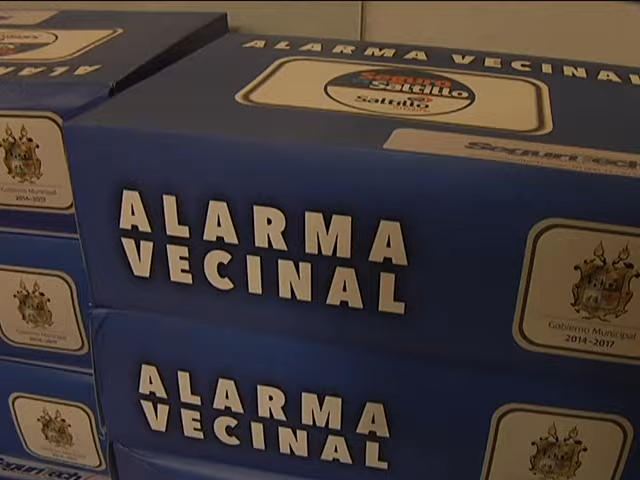 ALARMA VECINAL
Seguro
Saltillo
Saltillo
ALARMA
VECINAL
Gobierno Municipal
2014-2017
Gobierno Municipal
2014-2017
ALARMA
VECINAL